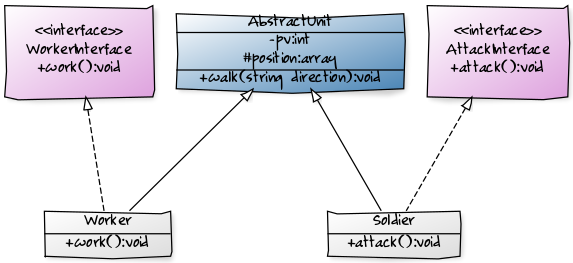 <<interface>>
WorkerInterface
+work():void
AbstractUnit
-pv:int
#position:array
+walk(string direction):void
<<interface>>
AttackInterface
+attack():void
Worker
+work():void
Soldier
+attack():void